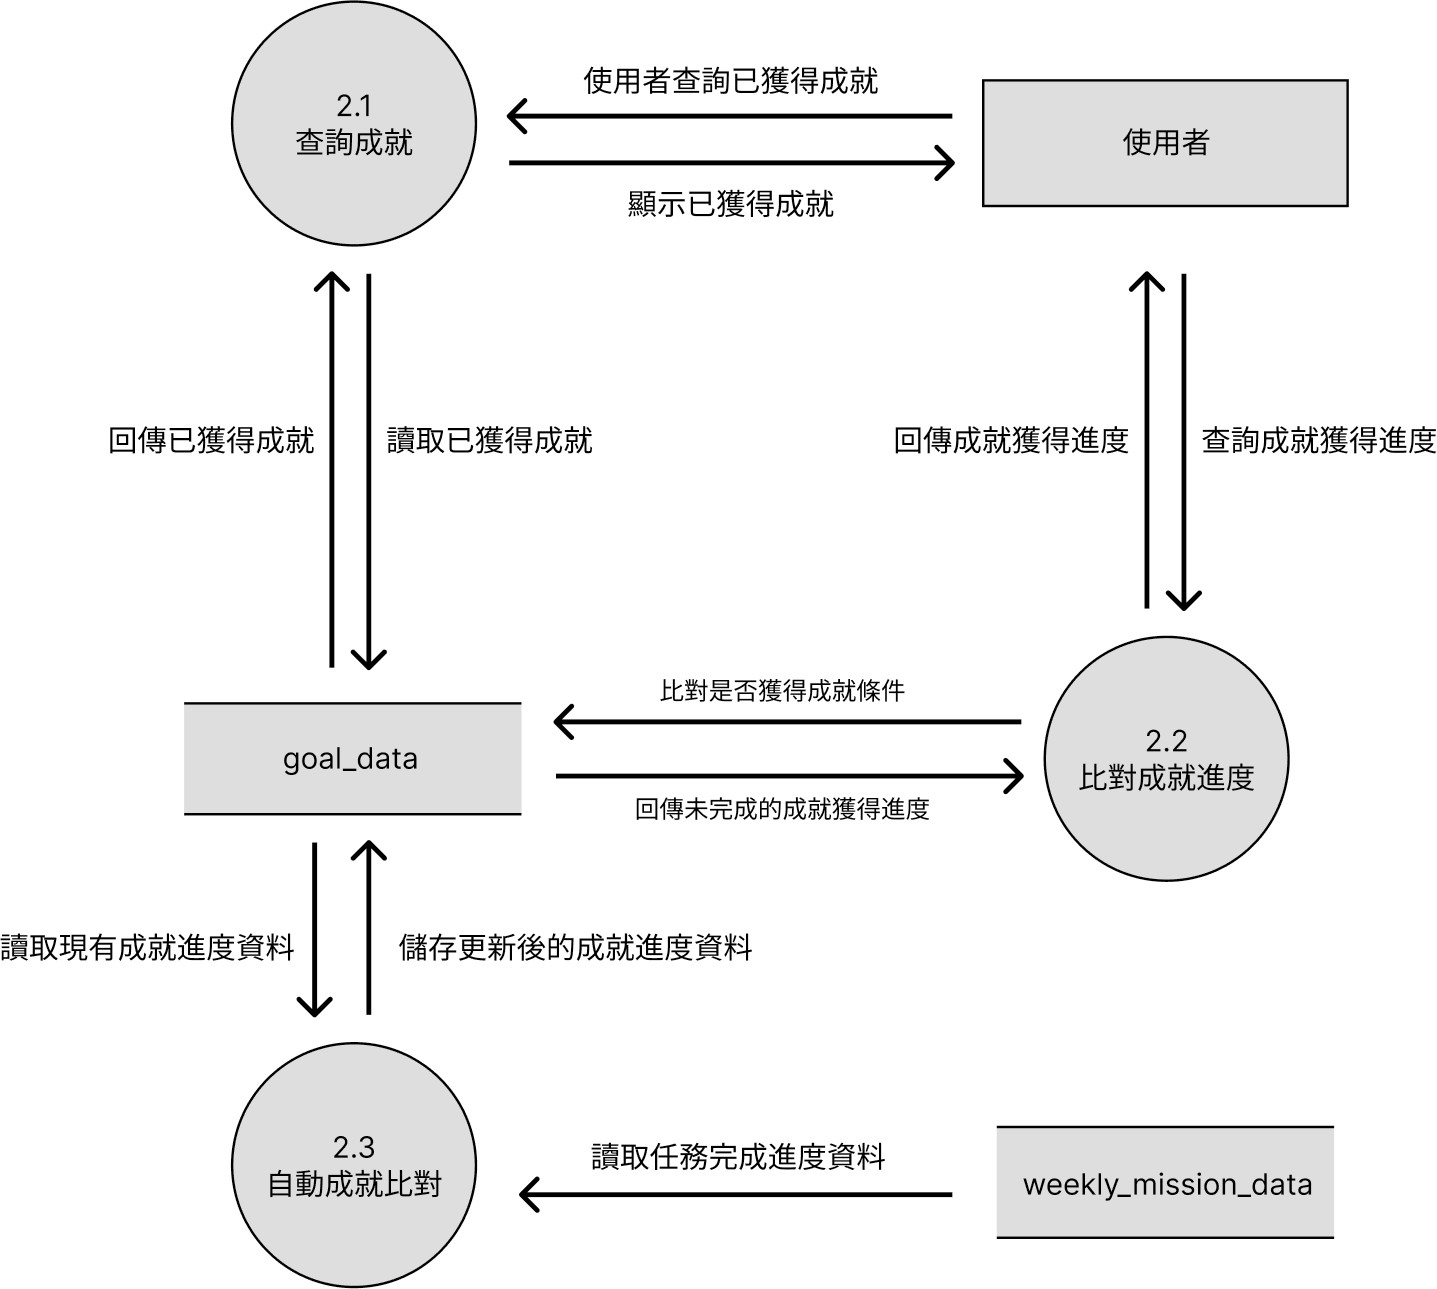 2.1
查詢成就
使用者查詢已獲得成就
顯示已獲得成就
使用者
回傳已獲得成就
讀取已獲得成就
回傳成就獲得進度
查詢成就獲得進度
goal_data
比對是否獲得成就條件
回傳未完成的成就獲得進度
2.2
比對成就進度
讀取現有成就進度資料
儲存更新後的成就進度資料
2.3
自動成就比對
讀取任務完成進度資料
weekly_mission_data